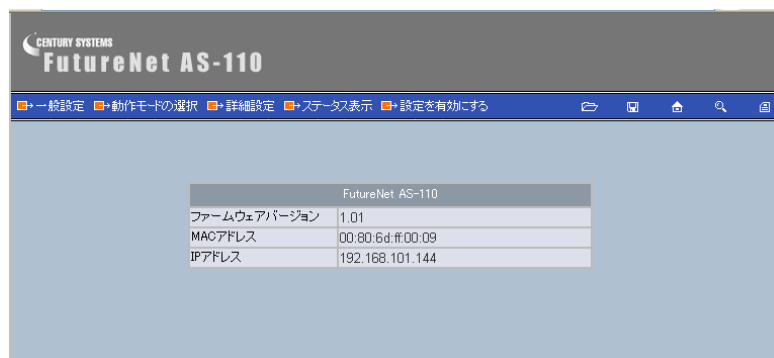 CENTURY SYSTEMS
FutureNet AS-110
一般設定 動作モードの選択 詳細設定 ステータス表示 設定を有効にする
FutureNet AS-110
ファームウェアバージョン 1.01
MACアドレス 00:80:6d:ff:00:09
IPアドレス 192.168.101.144